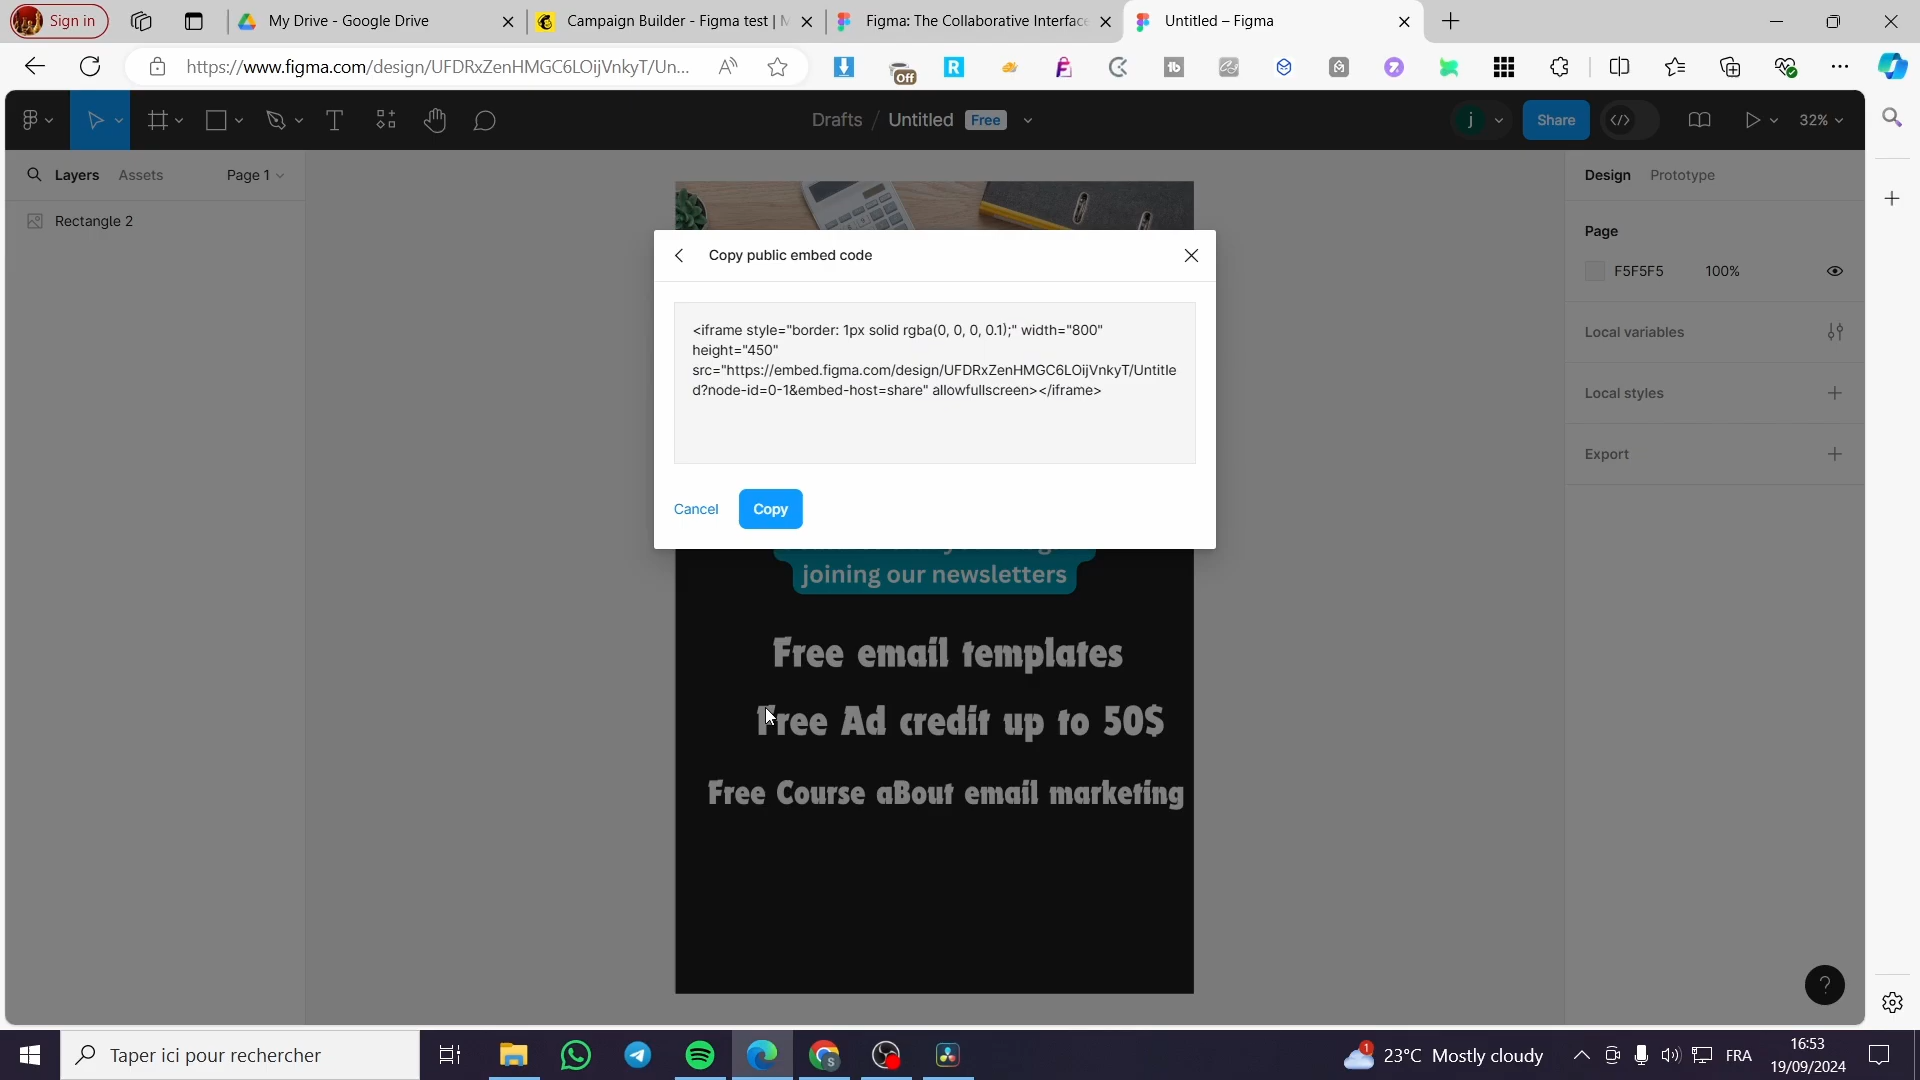 Sign in
My Drive - Google Drive
Campaign Builder - Figma test | M
Figma: The Collaborative Interface
Untitled – Figma
https://www.figma.com/design/UFDRxZenHMGC6LOijVnkyT/Un...
Off
Drafts / Untitled Free
j
Share
32%
Layers
Assets
Page 1
Design
Prototype
Rectangle 2
Page
F5F5F5
100%
Local variables
Local styles
Export
Copy public embed code
<iframe style="border: 1px solid rgba(0, 0, 0, 0.1);" width="800"
height="450"
src="https://embed.figma.com/design/UFDRxZenHMGC6LOijVnkyT/Untitle
d?node-id=0-1&embed-host=share" allowfullscreen></iframe>
Cancel
Copy
joining our newsletters
Free email templates
Free Ad credit up to 50$
Free Course aBout email marketing
?
Taper ici pour rechercher
1
23°C Mostly cloudy
FRA
16:53
19/09/2024